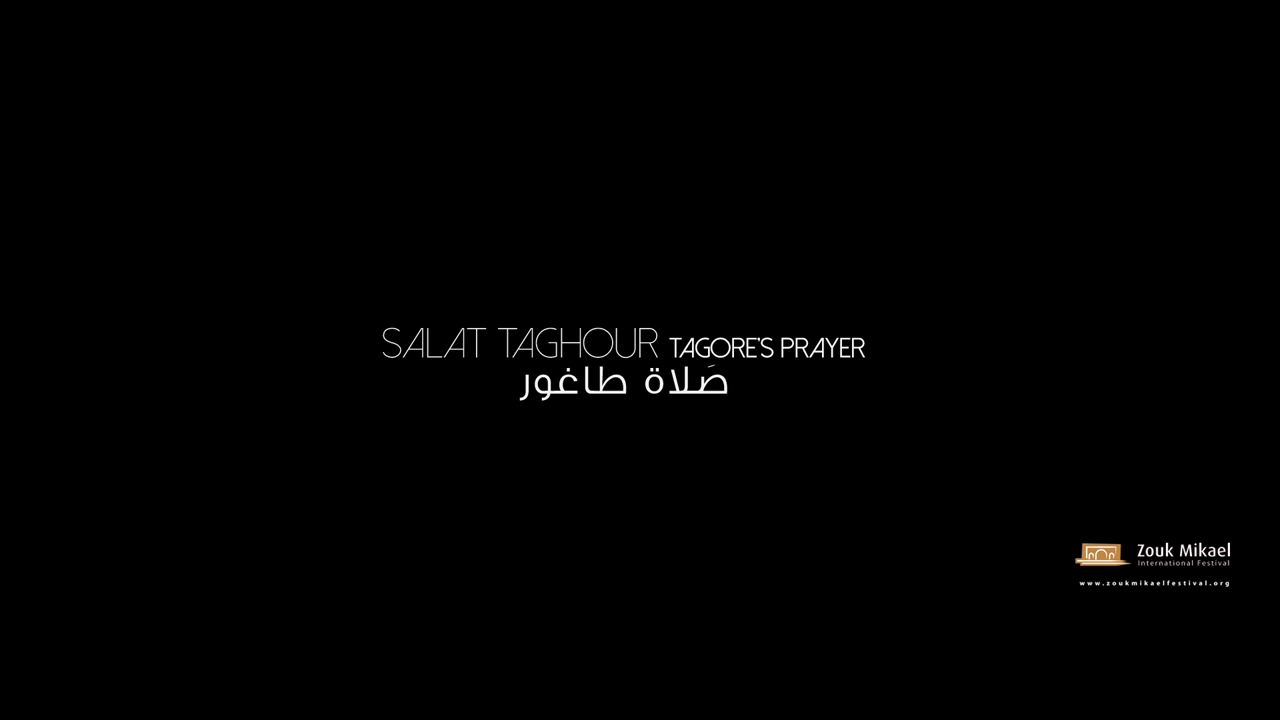 SALAT TAGHOUR TAGORE'S PRAYER
صَلاة طاغور
Zouk Mikael
International Festival
www.zoukmikaelfestival.org